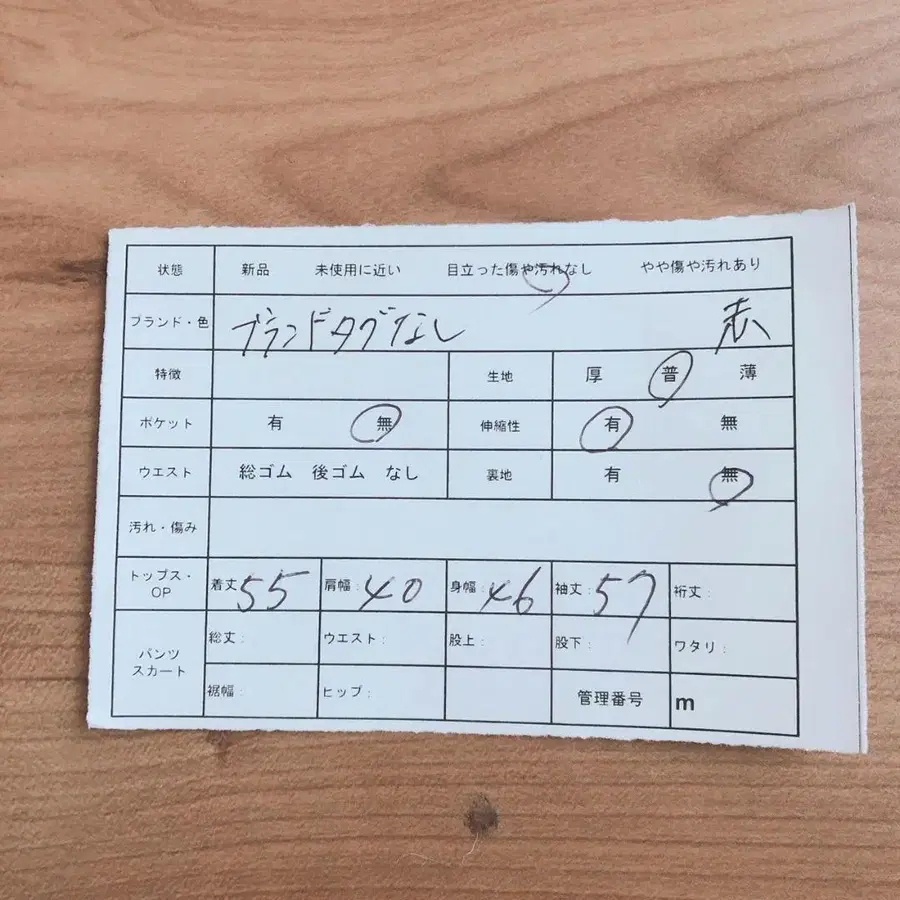 状態 新品 未使用に近い 目立った傷や汚れなし やや傷や汚れあり
ブランド・色 ブランドタグなし 赤
特徴 生地 厚 普 薄
ポケット 有 無 伸縮性 有 無
ウエスト 総ゴム 後ゴム なし 裏地 有 無
汚れ・傷み
トップス・OP 着丈 55 肩幅: 40 身幅: 46 袖丈: 57 裄丈:
パンツ スカート 総丈: ウエスト: 股上: 股下: ワタリ:
裾幅: ヒップ: 管理番号 m